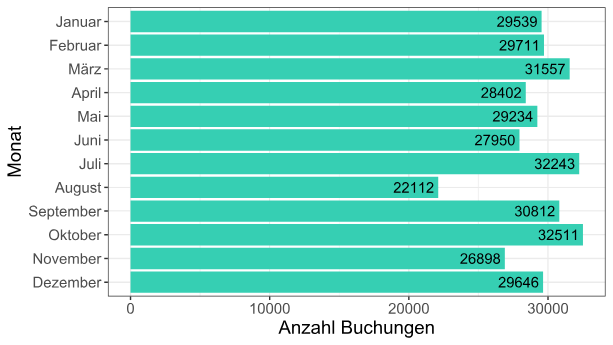 Monat
Januar 29539
Februar 29711
März 31557
April 28402
Mai 29234
Juni 27950
Juli 32243
August 22112
September 30812
Oktober 32511
November 26898
Dezember 29646
0 10000 20000 30000
Anzahl Buchungen